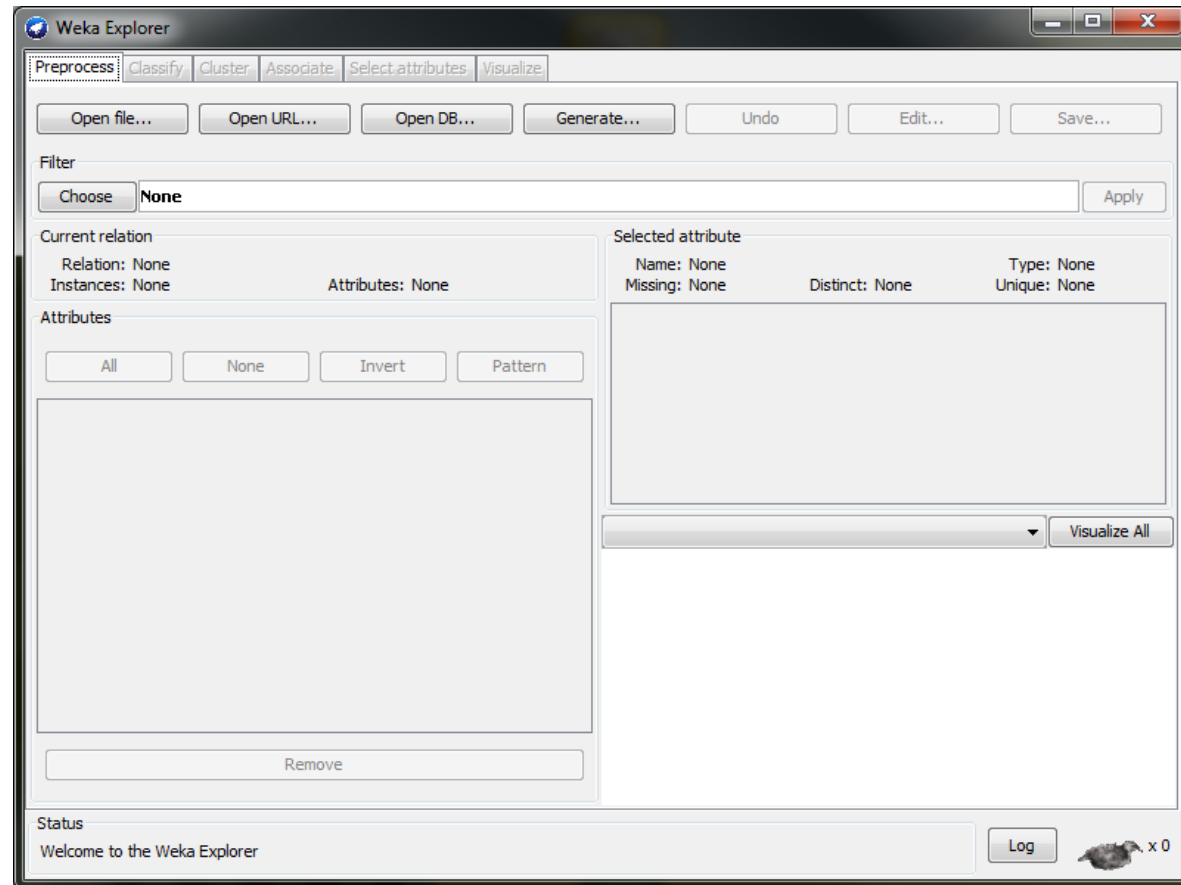 Weka Explorer
Preprocess Classify Cluster Associate Select attributes Visualize
Open file... Open URL... Open DB... Generate... Undo Edit... Save...
Filter
Choose None Apply
Current relation
Relation: None
Instances: None Attributes: None
Selected attribute
Name: None Type: None
Missing: None Distinct: None Unique: None
Attributes
All None Invert Pattern
Visualize All
Remove
Status
Welcome to the Weka Explorer
Log x 0